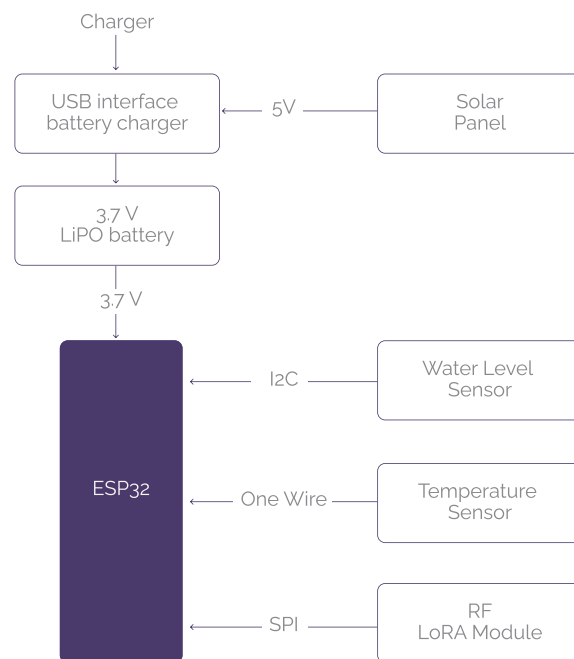 Charger
USB interface
battery charger
5V
Solar
Panel
3.7 V
LiPO battery
3.7 V
I2C
Water Level
Sensor
ESP32
One Wire
Temperature
Sensor
SPI
RF
LoRA Module